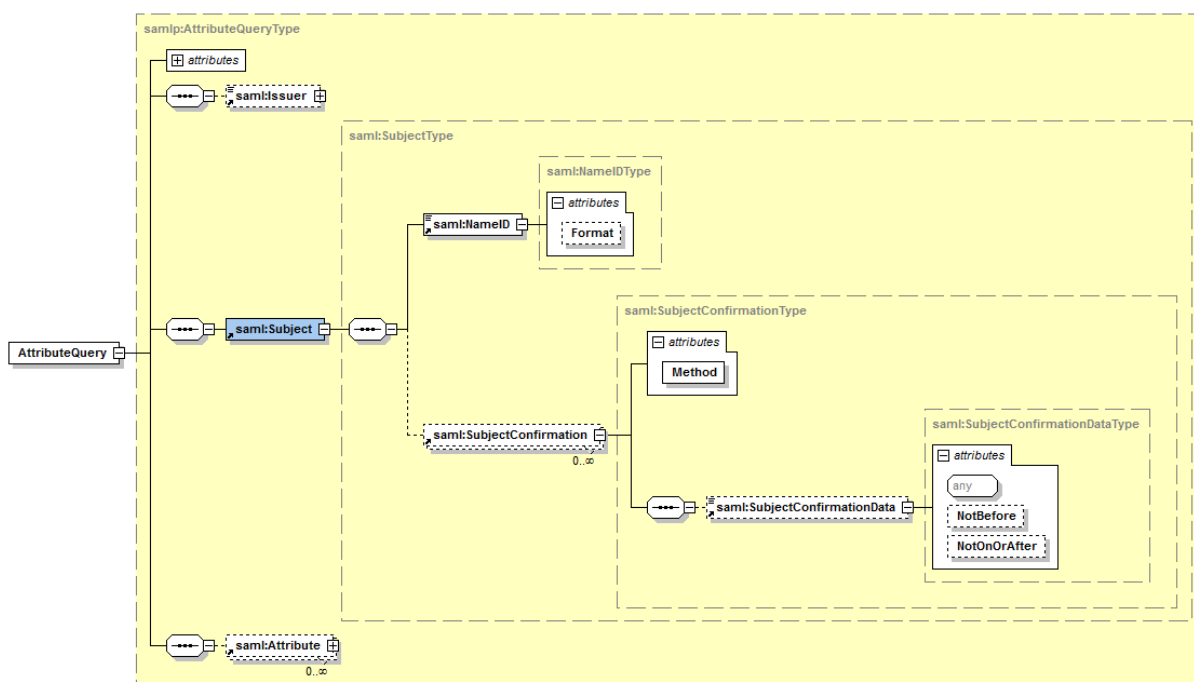 samlp:AttributeQueryType
attributes
saml:Issuer
saml:SubjectType
saml:NameIDType
attributes
saml:NameID
Format
saml:SubjectConfirmationType
saml:Subject
attributes
AttributeQuery
Method
saml:SubjectConfirmationDataType
saml:SubjectConfirmation
attributes
0..∞
any
saml:SubjectConfirmationData
NotBefore
NotOnOrAfter
saml:Attribute
0..∞